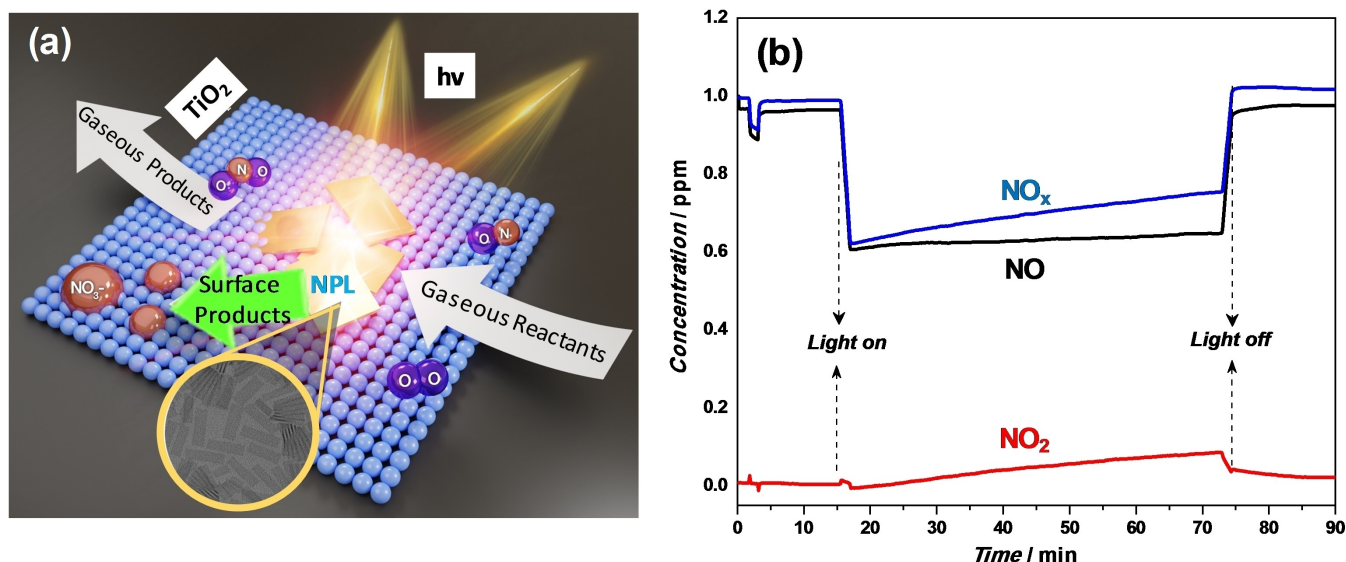 (a)
hv
TiO₂
Gaseous Products
O N O
O N
NPL
NO₃-
Surface
Products
Gaseous Reactants
O O
(b)
1.2
1.0
0.8
0.6
0.4
0.2
0.0
Concentration / ppm
NOₓ
NO
Light on
Light off
NO₂
0 10 20 30 40 50 60 70 80 90
Time / min